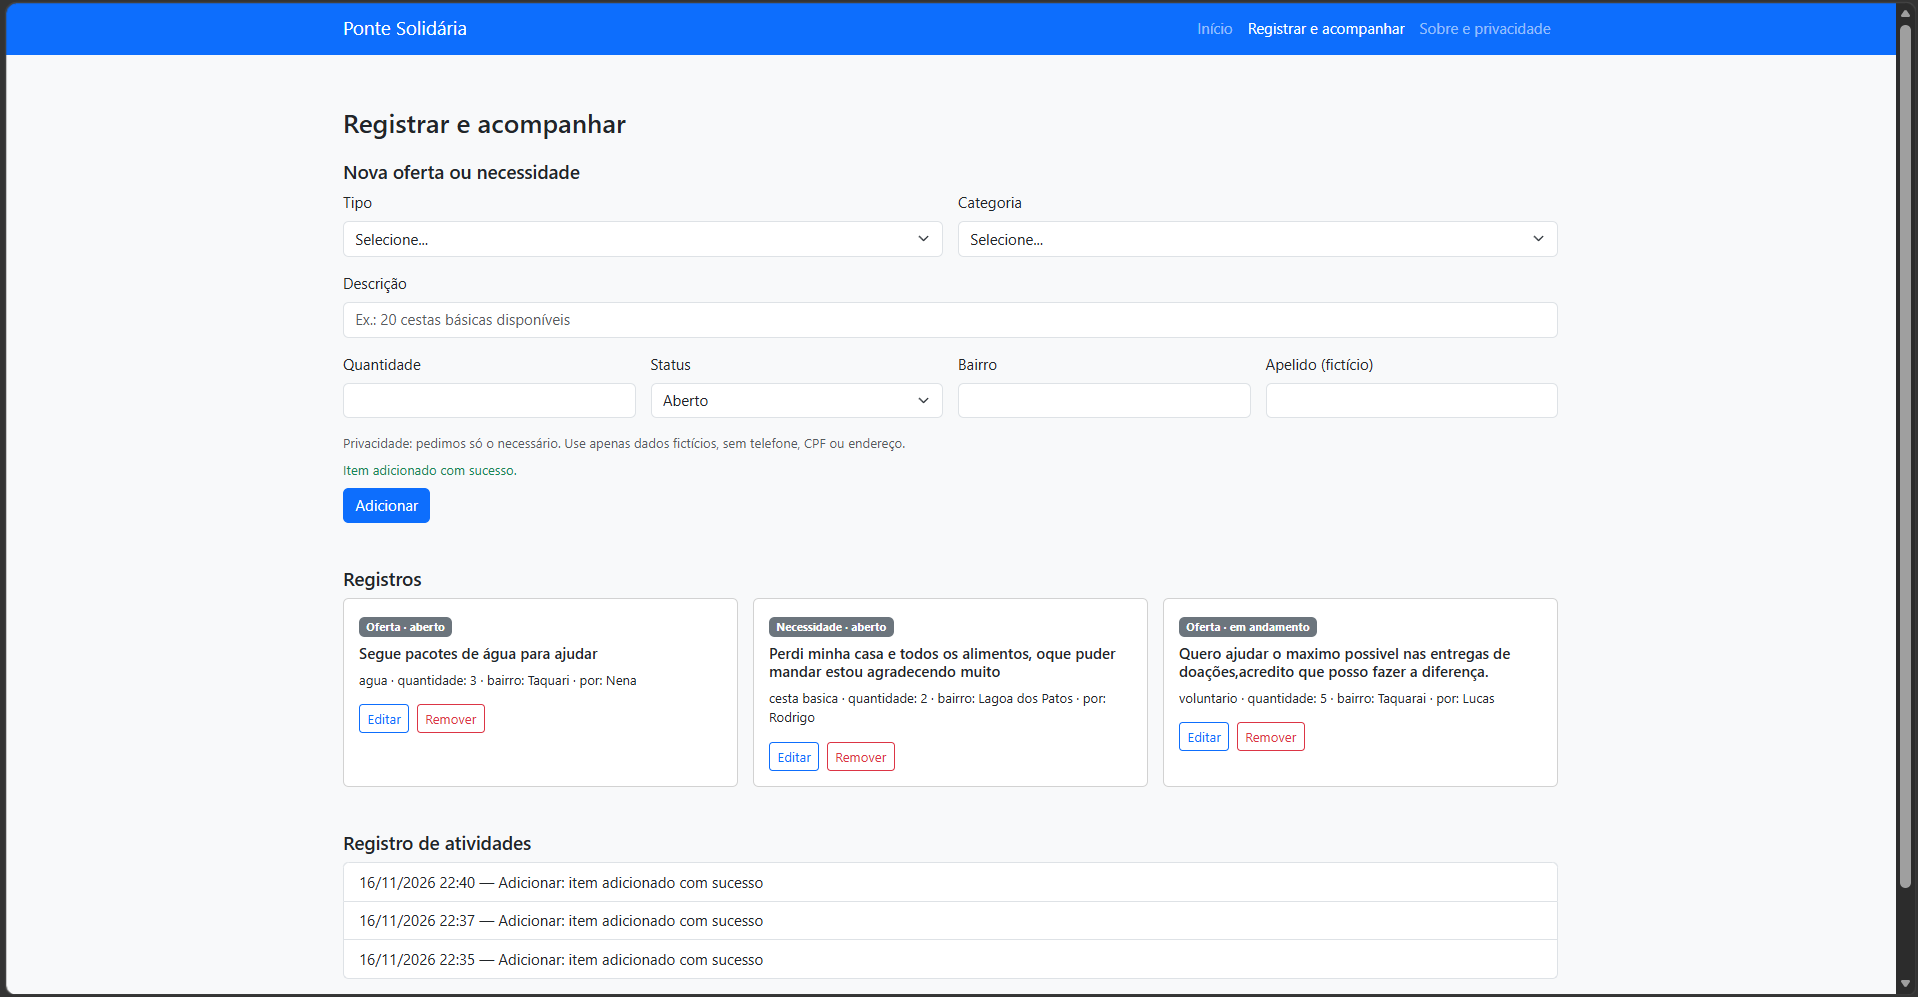 Ponte Solidária
Início Registrar e acompanhar Sobre e privacidade
Registrar e acompanhar
Nova oferta ou necessidade
Tipo
Categoria
Selecione...
Selecione...
Descrição
Ex.: 20 cestas básicas disponíveis
Quantidade
Status
Bairro
Apelido (fictício)
Aberto
Privacidade: pedimos só o necessário. Use apenas dados fictícios, sem telefone, CPF ou endereço.
Item adicionado com sucesso.
Adicionar
Registros
Oferta · aberto
Segue pacotes de água para ajudar
agua · quantidade: 3 · bairro: Taquari · por: Nena
Editar Remover
Necessidade · aberto
Perdi minha casa e todos os alimentos, oque puder
mandar estou agradecendo muito
cesta basica · quantidade: 2 · bairro: Lagoa dos Patos · por:
Rodrigo
Editar Remover
Oferta · em andamento
Quero ajudar o maximo possivel nas entregas de
doações,acredito que posso fazer a diferença.
voluntario · quantidade: 5 · bairro: Taquarai · por: Lucas
Editar Remover
Registro de atividades
16/11/2026 22:40 — Adicionar: item adicionado com sucesso
16/11/2026 22:37 — Adicionar: item adicionado com sucesso
16/11/2026 22:35 — Adicionar: item adicionado com sucesso